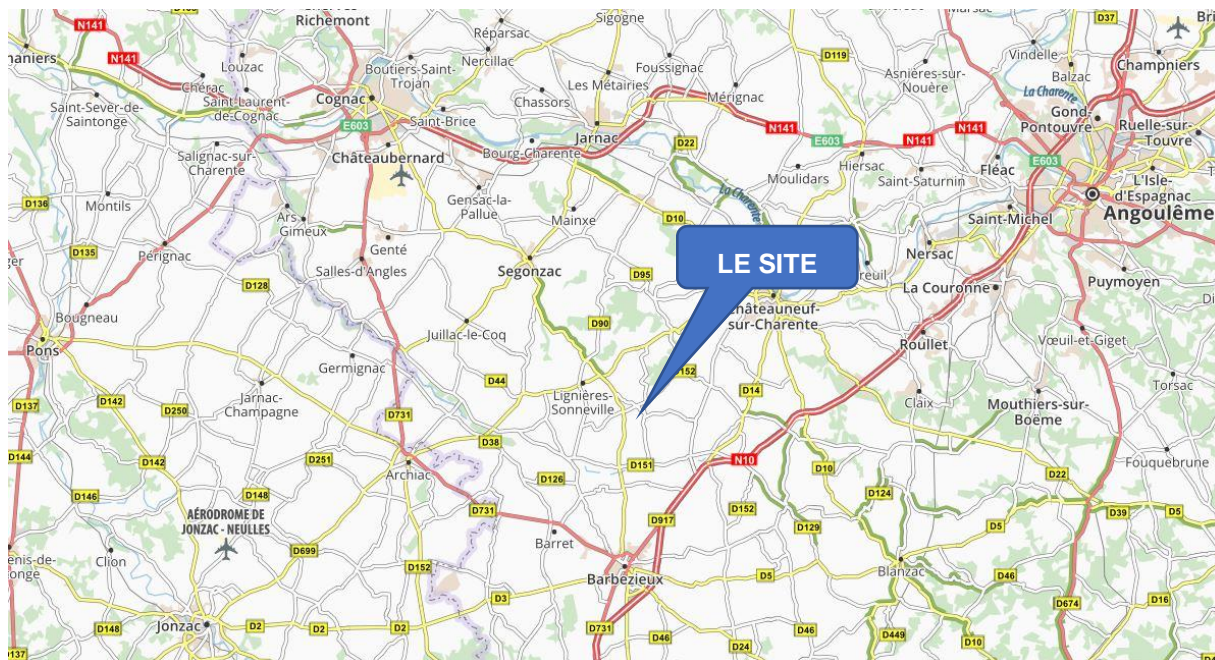 N141
Richemont
Sigogne
D37
N141
Réparsac
Nercillac
Louzac
Boutiers-Saint-
Trojan
Foussignac
D119
Vindelle
Balzac
Champniers
maniers
Chérac
Saint-Laurent-
de-Cognac
Les Métairies
Asnières-sur-
Nouère
Cognac
Chassors
Mérignac
La Charente
Gond-
Pontouvre
Saint-Sever-de-
Saintonge
Saint-Brice
Jarnac
N141
E603
N141
N141
Ruelle-sur-
Touvre
E603
Châteaubernard
Bourg-Charente
D22
E603
Salignac-sur-
Charente
Moulidars
Hiersac
Fléac
Saint-Saturnin
L'Isle-
d'Espagnac
D136
Montils
Gensac-la-
Pallue
La Charente
Ars
Gimeux
Mainxe
D10
Saint-Michel
Angoulême
D135
Pérignac
Genté
LE SITE
Nersac
Salles-d'Angles
Segonzac
D95
reuil
Puymoyen
D128
La Couronne
Bougneau
D90
Châteauneuf-
sur-Charente
Pons
Juillac-le-Coq
Roullet
Vœuil-et-Giget
Germignac
D152
D44
Lignières-
Sonneville
D14
Torsac
D137
D142
D250
Jarnac-
Champagne
D731
Claix
Mouthiers-sur-
Boeme
D38
D144
D142
D251
Archiac
D151
N10
D10
Fouquebrune
D126
D22
D146
D148
D124
D731
D152
AÉRODROME DE
JONZAC - NEULLES
D917
D129
D5
D39
D5
Clion
Barret
D699
D152
Barbezieux
D5
Blanzac
D46
D3
D16
D148
Jonzac
D2
D2
D731
D46
D46
D674
D24
D449
D10
D137